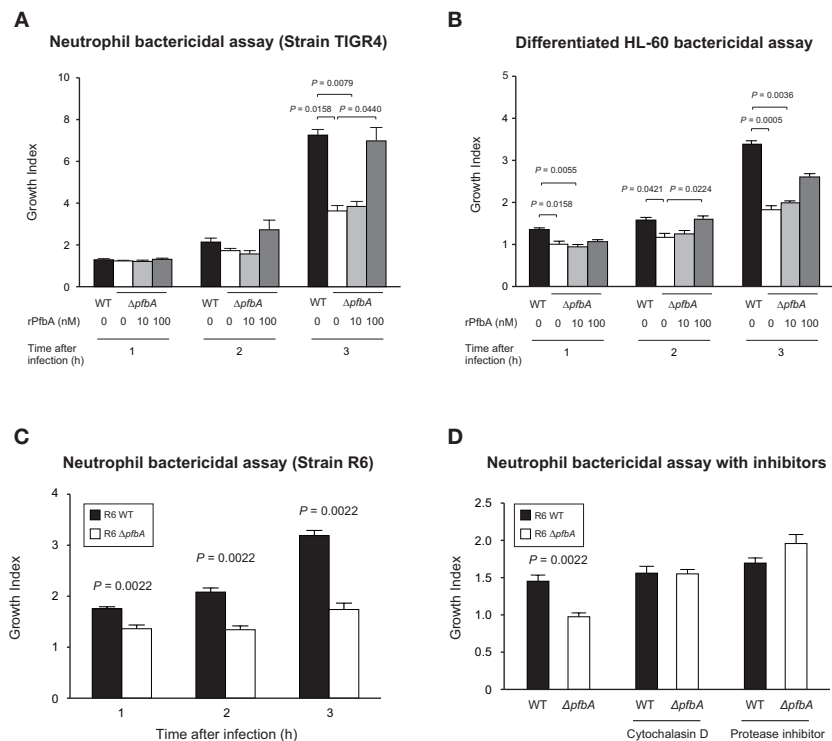 A
Neutrophil bactericidal assay (Strain TIGR4)
10
8
6
4
2
0
Growth Index
P = 0.0079
P = 0.0158
P = 0.0440
WT ΔpfbA WT ΔpfbA WT ΔpfbA
rPfbA (nM) 0 0 10 100 0 0 10 100 0 0 10 100
Time after
infection (h)
1 2 3
B
Differentiated HL-60 bactericidal assay
5
4
3
2
1
0
Growth Index
P = 0.0055
P = 0.0158
P = 0.0421
P = 0.0224
P = 0.0036
P = 0.0005
WT ΔpfbA WT ΔpfbA WT ΔpfbA
rPfbA (nM) 0 0 10 100 0 0 10 100 0 0 10 100
Time after
infection (h)
1 2 3
C
Neutrophil bactericidal assay (Strain R6)
4
3
2
1
0
Growth Index
R6 WT
R6 ΔpfbA
P = 0.0022
P = 0.0022
P = 0.0022
1 2 3
Time after infection (h)
D
Neutrophil bactericidal assay with inhibitors
2.5
2.0
1.5
1.0
0.5
0
Growth Index
R6 WT
R6 ΔpfbA
P = 0.0022
WT ΔpfbA WT ΔpfbA WT ΔpfbA
Cytochalasin D Protease inhibitor